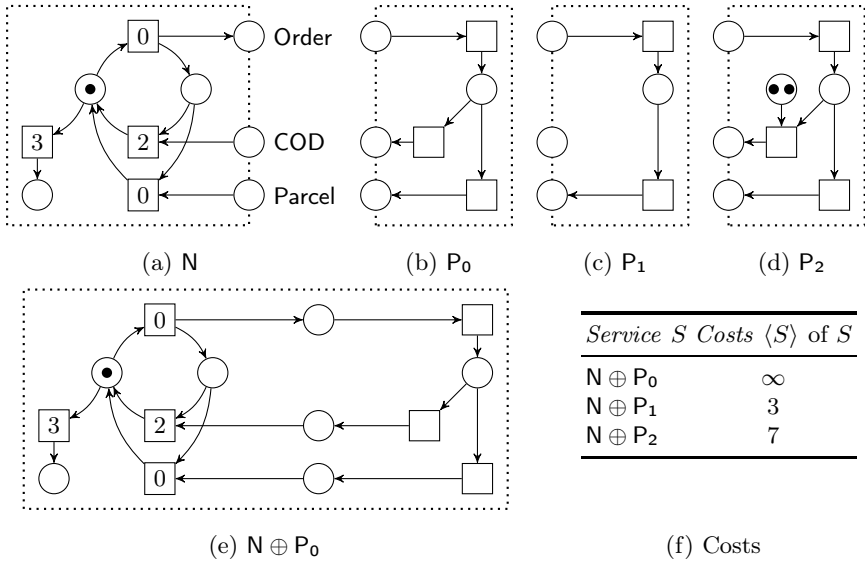 0 Order
3 2 COD
0 Parcel
(a) N (b) P₀ (c) P₁ (d) P₂
0
3 2
0
(e) N ⊕ P₀
Service S Costs ⟨S⟩ of S
N ⊕ P₀ ∞
N ⊕ P₁ 3
N ⊕ P₂ 7
(f) Costs